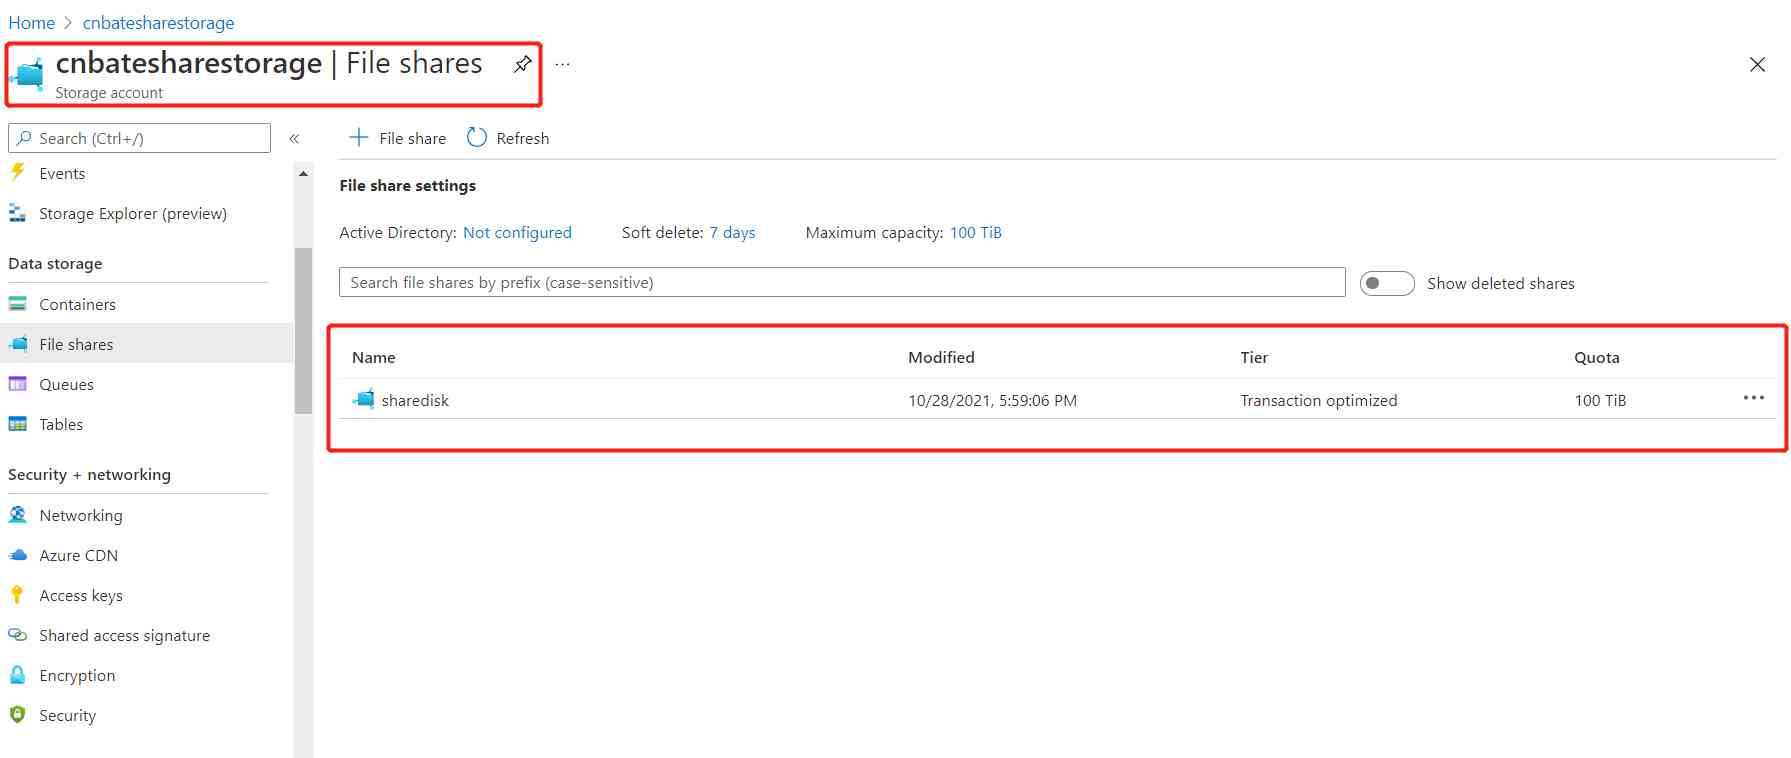 Home > cnbatesharestorage
cnbatesharestorage | File shares ...
Storage account
Search (Ctrl+/) «
Events
Storage Explorer (preview)
Data storage
Containers
File shares
Queues
Tables
Security + networking
Networking
Azure CDN
Access keys
Shared access signature
Encryption
Security
+ File share Refresh
File share settings
Active Directory: Not configured Soft delete: 7 days Maximum capacity: 100 TiB
Search file shares by prefix (case-sensitive) Show deleted shares
Name Modified Tier Quota
sharedisk 10/28/2021, 5:59:06 PM Transaction optimized 100 TiB ...